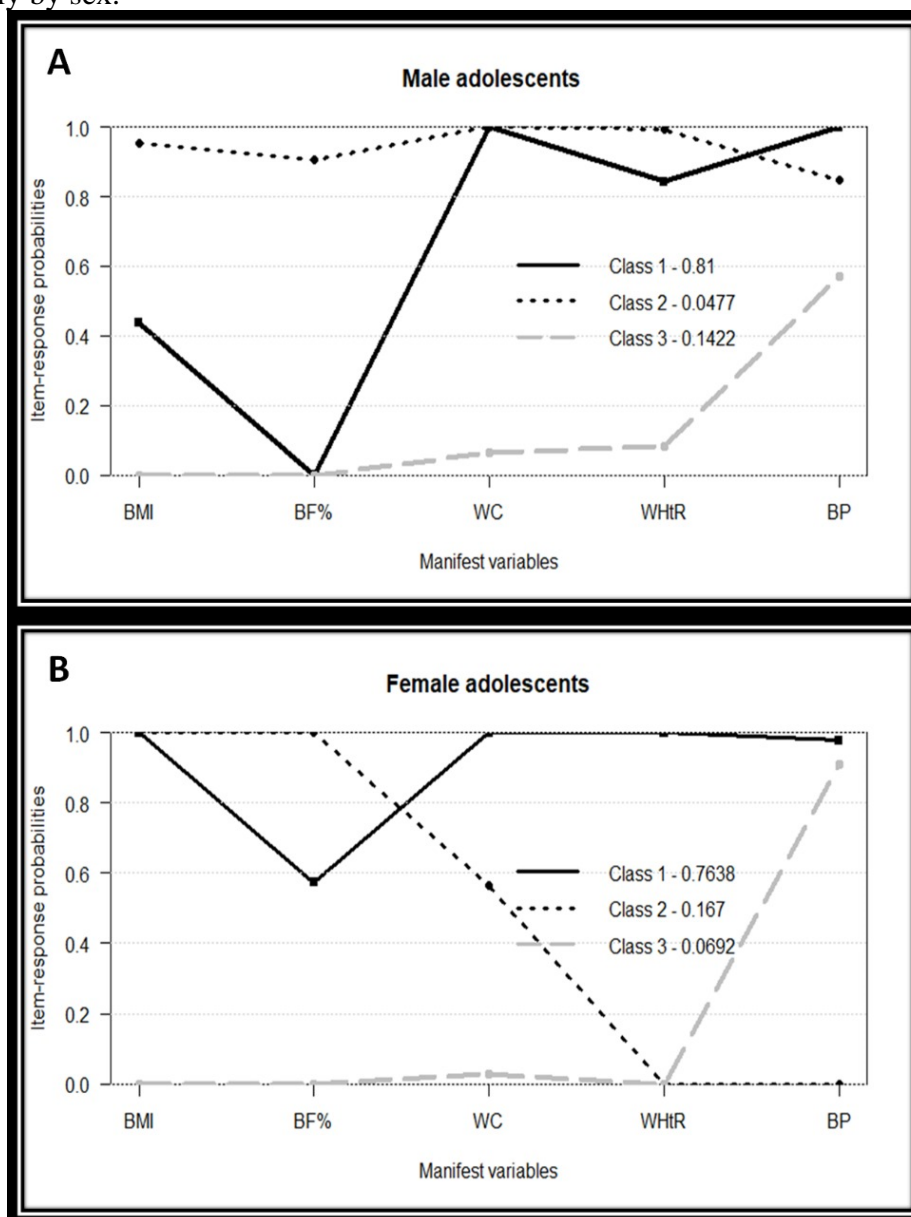 by sex.
A
Male adolescents
1.0
0.8
0.6
0.4
0.2
0.0
Item-response probabilities
Class 1 - 0.81
Class 2 - 0.0477
Class 3 - 0.1422
BMI BF% WC WHtR BP
Manifest variables
B
Female adolescents
1.0
0.8
0.6
0.4
0.2
0.0
Item-response probabilities
Class 1 - 0.7638
Class 2 - 0.167
Class 3 - 0.0692
BMI BF% WC WHtR BP
Manifest variables